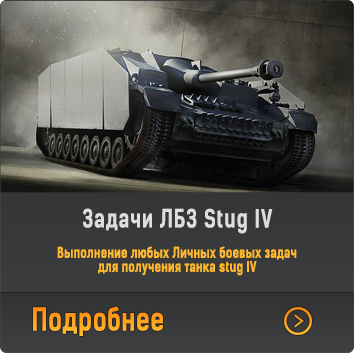 Задачи ЛБЗ Stug IV
Выполнение любых Личных боевых задач
для получения танка stug IV
Подробнее